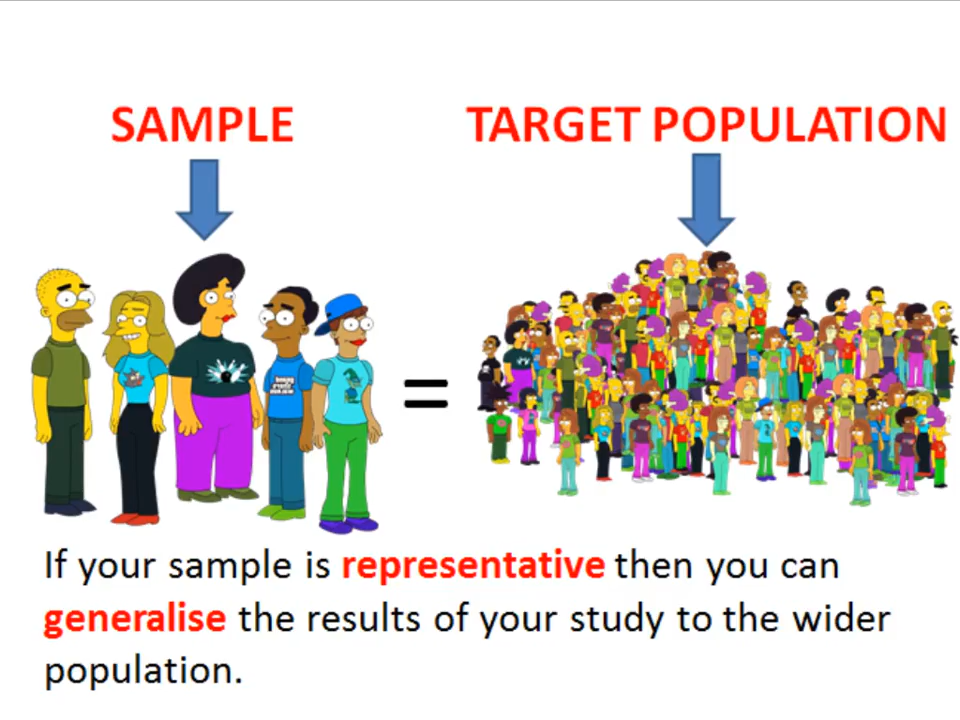 SAMPLE
TARGET POPULATION
=
If your sample is representative then you can
generalise the results of your study to the wider
population.